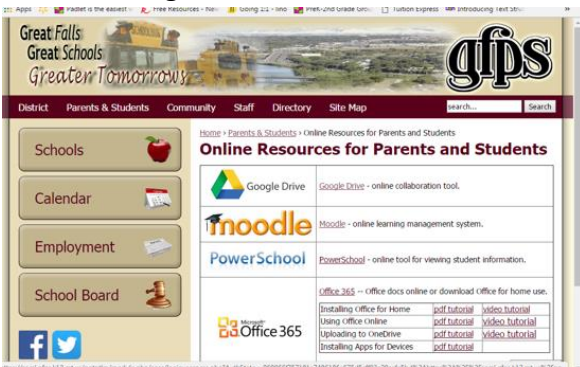 Apps
Padlet is the easiest
Free Resources - New
Going 1:1 - lino
PreK-2nd Grade Gro
Tuition Express
Introducing Text Str
Great Falls
Great Schools
Greater Tomorrows
gfps
District Parents & Students Community Staff Directory Site Map search... Search
Home › Parents & Students › Online Resources for Parents and Students
Online Resources for Parents and Students
Schools
Calendar
Employment
School Board
Google Drive Google Drive - online collaboration tool.
moodle Moodle - online learning management system.
PowerSchool PowerSchool - online tool for viewing student information.
Office 365 -- Office docs online or download Office for home use.
Microsoft
Office 365
Installing Office for Home pdf tutorial video tutorial
Using Office Online pdf tutorial video tutorial
Uploading to OneDrive pdf tutorial video tutorial
Installing Apps for Devices pdf tutorial